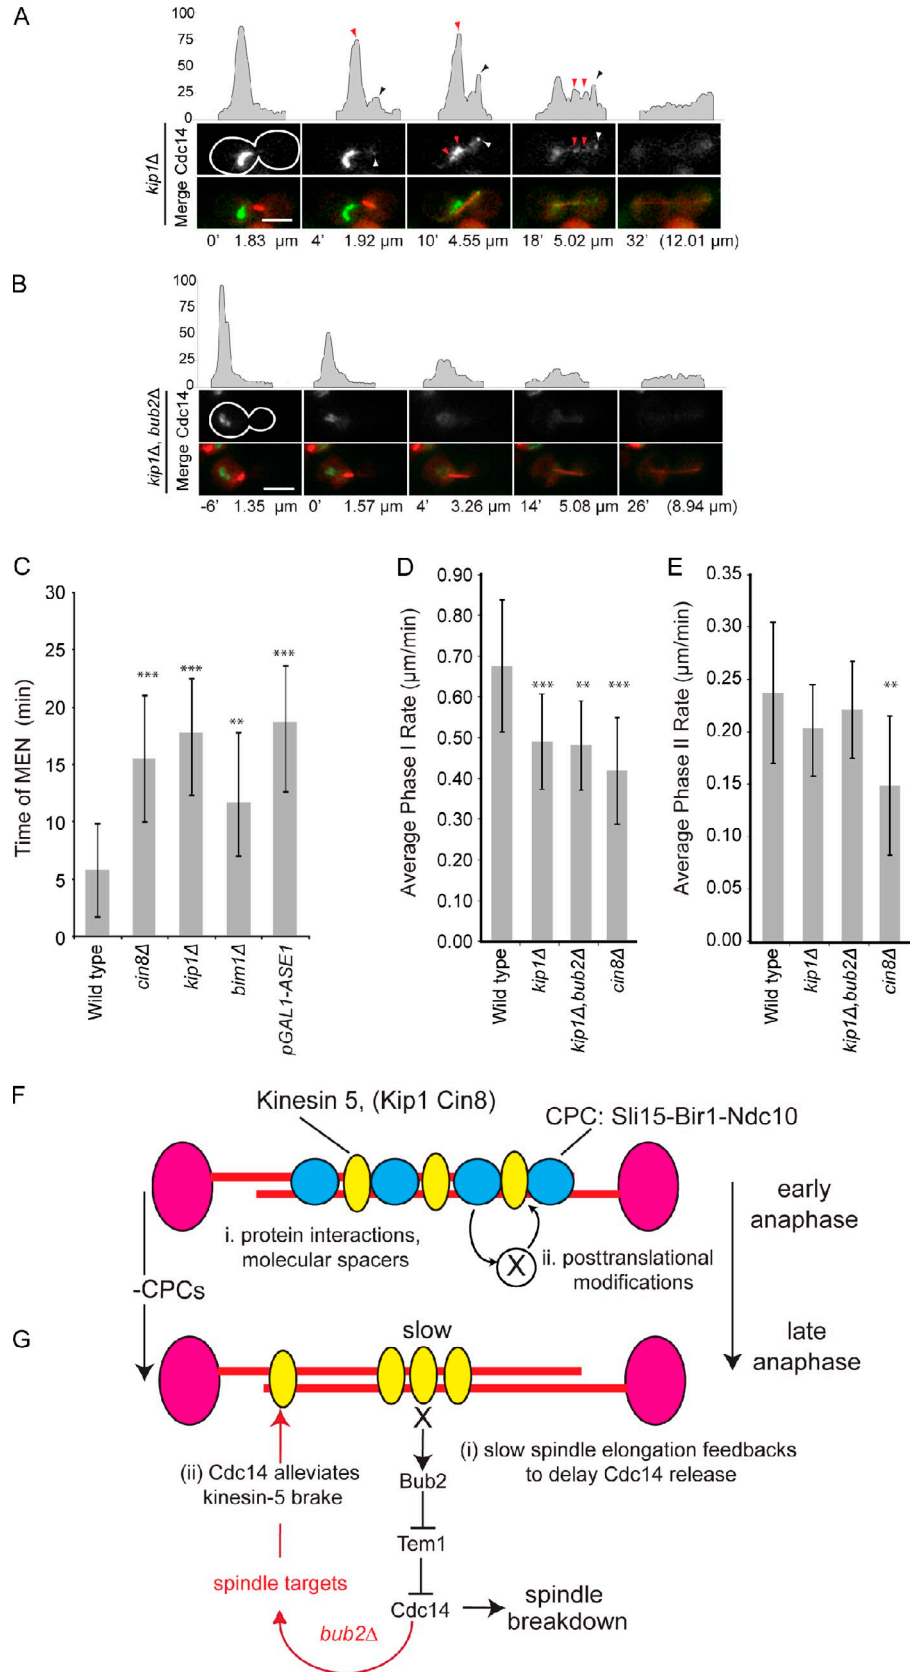 A
100
75
50
25
0
kip1Δ
Merge Cdc14
0' 1.83 µm 4' 1.92 µm 10' 4.55 µm 18' 5.02 µm 32' (12.01 µm)
B
100
75
50
25
0
kip1Δ, bub2Δ
Merge Cdc14
-6' 1.35 µm 0' 1.57 µm 4' 3.26 µm 14' 5.08 µm 26' (8.94 µm)
C
Time of MEN (min)
30
25
20
15
10
5
0
*** *** ** ***
Wild type
cin8Δ
kip1Δ
bim1Δ
pGAL1-ASE1
D
Average Phase I Rate (µm/min)
0.90
0.80
0.70
0.60
0.50
0.40
0.30
0.20
0.10
0.00
*** ** ***
Wild type
kip1Δ
kip1Δ,bub2Δ
cin8Δ
E
Average Phase II Rate (µm/min)
0.35
0.30
0.25
0.20
0.15
0.10
0.05
0.00
**
Wild type
kip1Δ
kip1Δ,bub2Δ
cin8Δ
F
Kinesin 5, (Kip1 Cin8)
CPC: Sli15-Bir1-Ndc10
early
anaphase
i. protein interactions,
molecular spacers
X
ii. posttranslational
modifications
-CPCs
late
anaphase
G
slow
X
(i) slow spindle elongation feedbacks
to delay Cdc14 release
(ii) Cdc14 alleviates
kinesin-5 brake
Bub2
Tem1
spindle targets
Cdc14
spindle
breakdown
bub2Δ